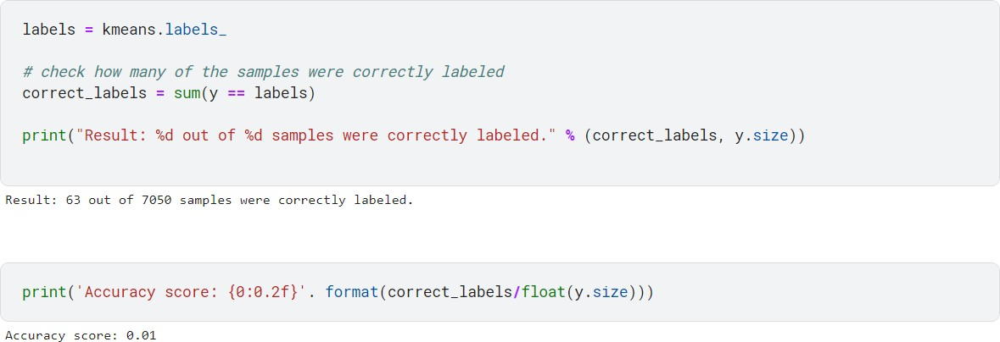 labels = kmeans.labels_
# check how many of the samples were correctly labeled
correct_labels = sum(y == labels)
print("Result: %d out of %d samples were correctly labeled." % (correct_labels, y.size))
Result: 63 out of 7050 samples were correctly labeled.
print('Accuracy score: {0:0.2f}'. format(correct_labels/float(y.size)))
Accuracy score: 0.01